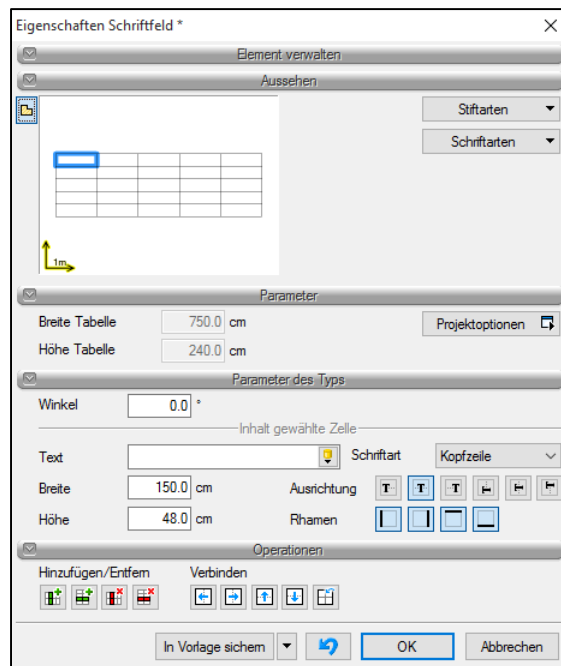 Eigenschaften Schriftfeld *
Element verwalten
Aussehen
Stiftarten
Schriftarten
1m
Parameter
Breite Tabelle 750.0 cm
Projektoptionen
Höhe Tabelle 240.0 cm
Parameter des Typs
Winkel 0.0 °
Inhalt gewählte Zelle
Text
Schriftart Kopfzeile
Breite 150.0 cm
Ausrichtung T T T
Höhe 48.0 cm
Rhamen
Operationen
Hinzufügen/Entfern Verbinden
In Vorlage sichern OK Abbrechen